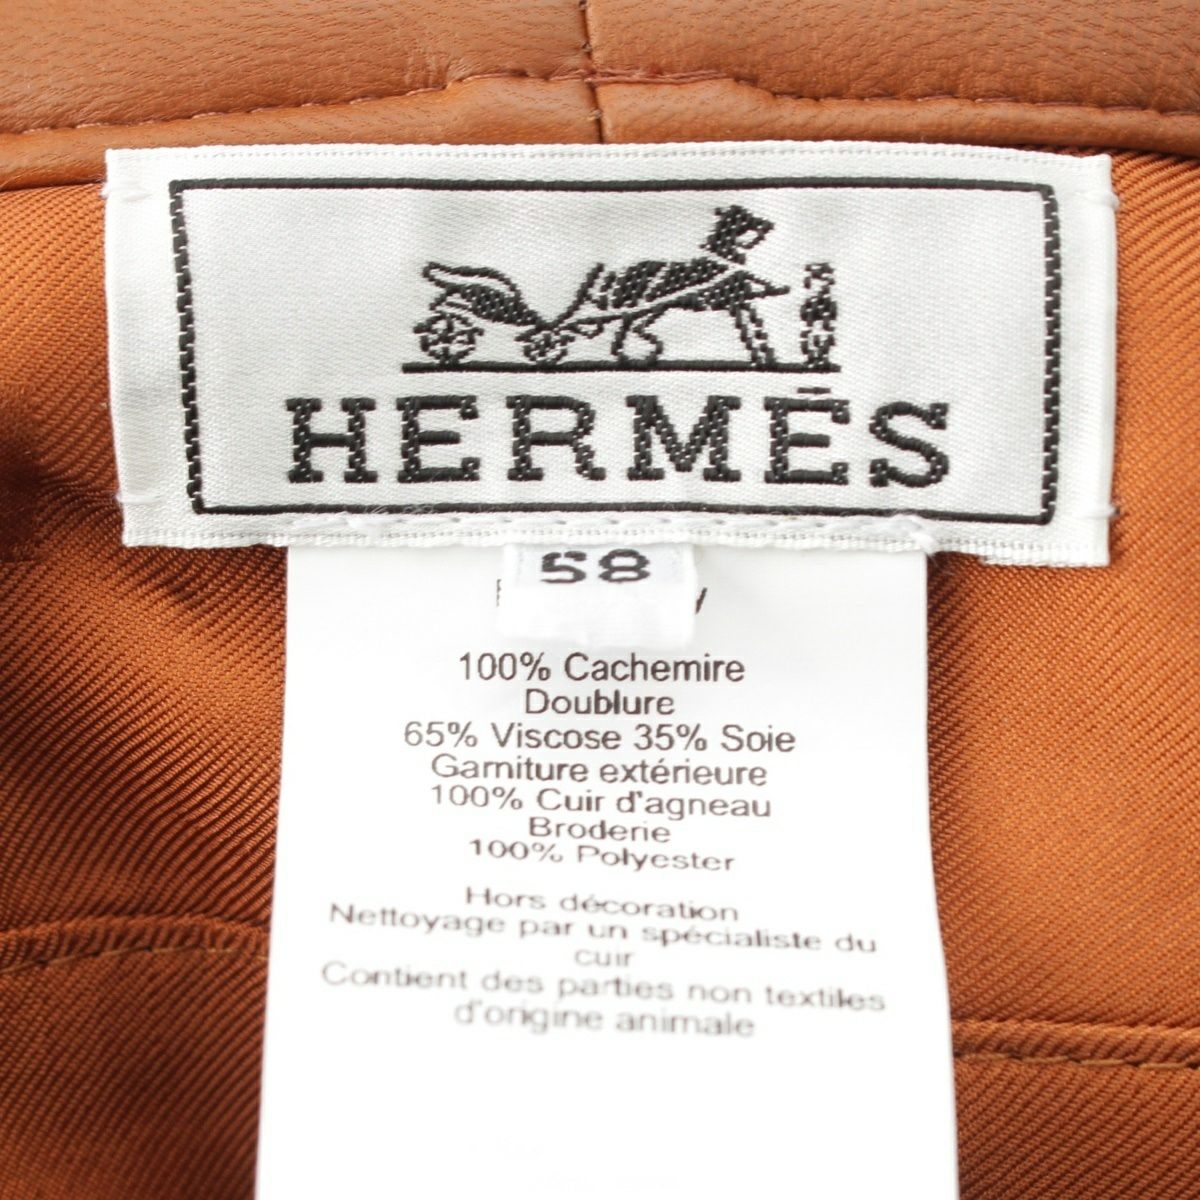 HERMÈS
58
100% Cachemire
Doublure
65% Viscose 35% Soie
Garniture extérieure
100% Cuir d'agneau
Broderie
100% Polyester
Hors décoration
Nettoyage par un spécialiste du
cuir
Contient des parties non textiles
d'origine animale